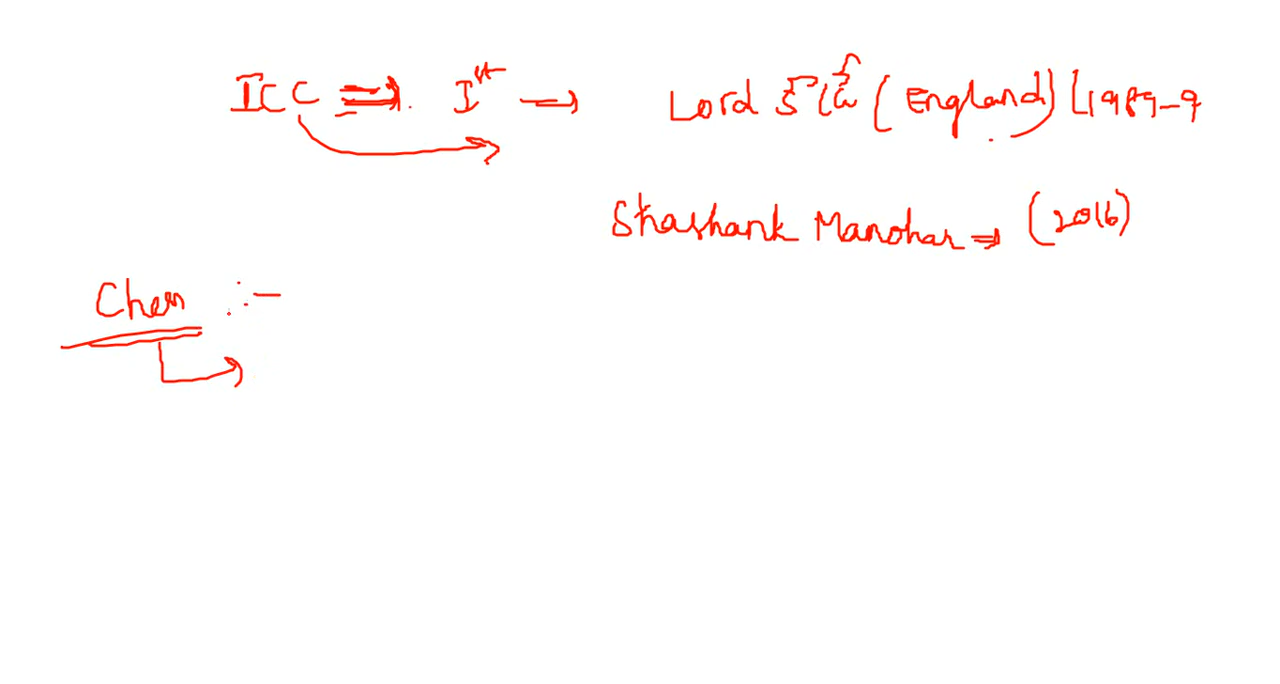 ICC ⇒ Ist → Lord (England) [1989-9
Shashank Manohar ⇒ (2016)
Chem :-